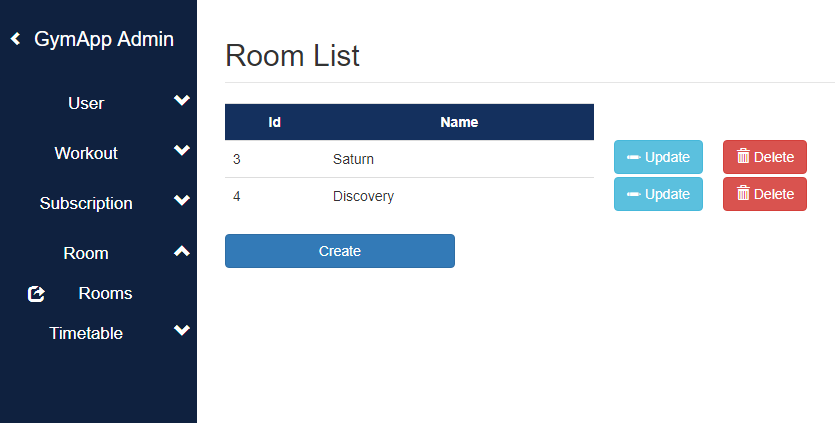 GymApp Admin
User
Workout
Subscription
Room
Rooms
Timetable
Room List
Id Name
3 Saturn Update Delete
4 Discovery Update Delete
Create